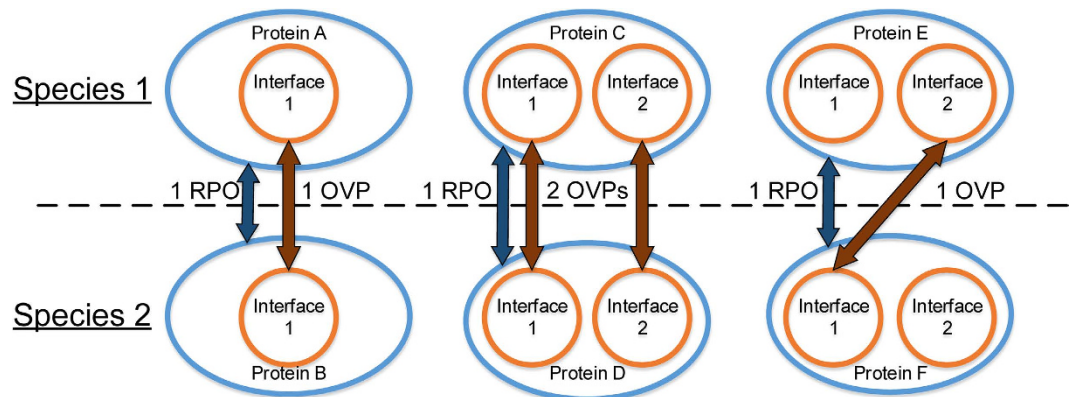 Protein A
Protein C
Protein E
Species 1
Interface
1
Interface
1
Interface
2
Interface
1
Interface
2
1 RPO
1 OVP
1 RPO
2 OVPs
1 RPO
1 OVP
Species 2
Interface
1
Interface
1
Interface
2
Interface
1
Interface
2
Protein B
Protein D
Protein F